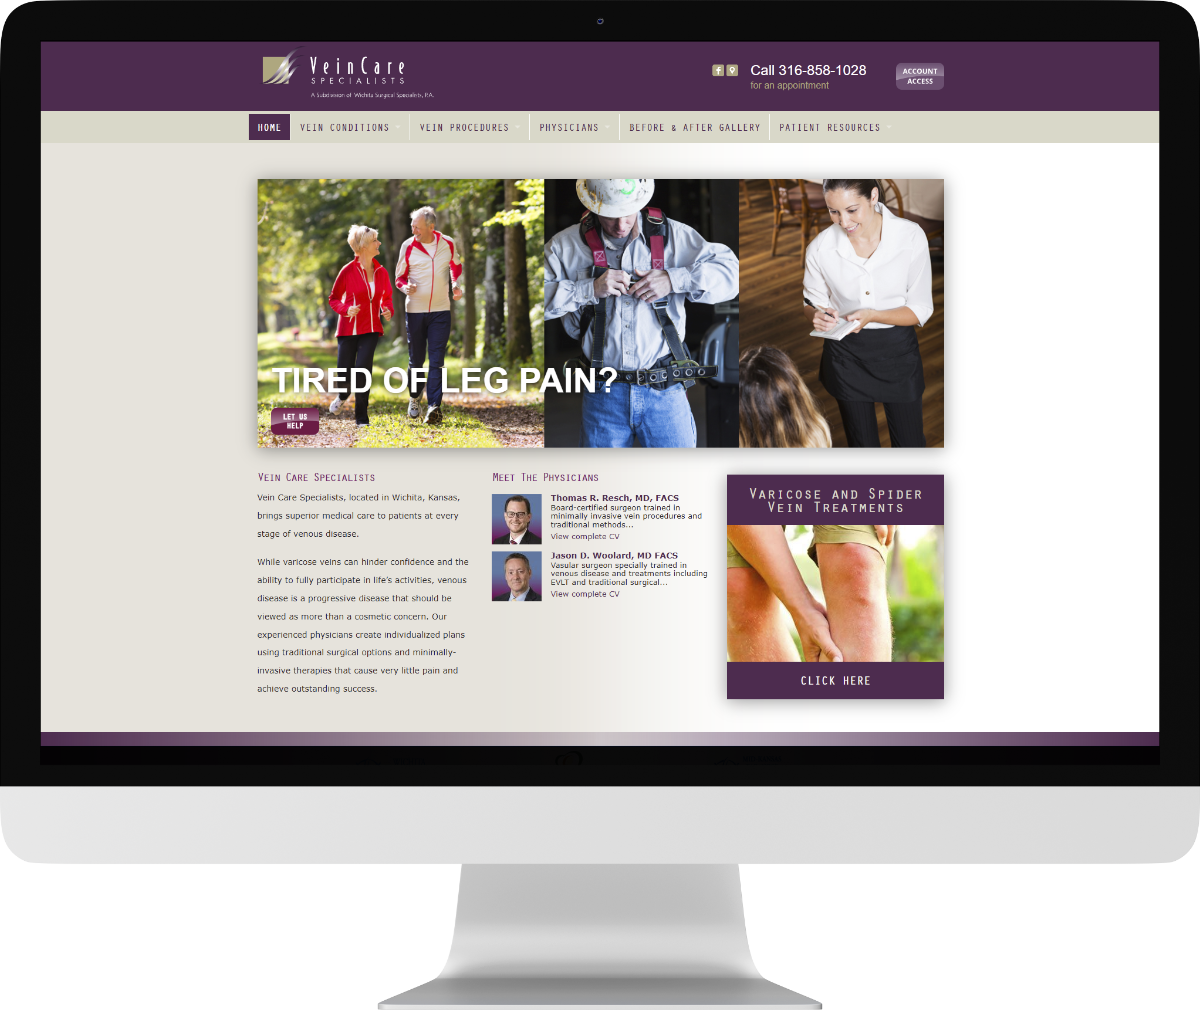 VeinCare
SPECIALISTS
A Subdivision of Wichita Surgical Specialists, P.A.
f
Call 316-858-1028
for an appointment
ACCOUNT
ACCESS
HOME
VEIN CONDITIONS
VEIN PROCEDURES
PHYSICIANS
BEFORE & AFTER GALLERY
PATIENT RESOURCES
TIRED OF LEG PAIN?
LET US
HELP
VEIN CARE SPECIALISTS
Vein Care Specialists, located in Wichita, Kansas,
brings superior medical care to patients at every
stage of venous disease.
While varicose veins can hinder confidence and the
ability to fully participate in life's activities, venous
disease is a progressive disease that should be
viewed as more than a cosmetic concern. Our
experienced physicians create individualized plans
using traditional surgical options and minimally-
invasive therapies that cause very little pain and
achieve outstanding success.
MEET THE PHYSICIANS
Thomas R. Resch, MD, FACS
Board-certified surgeon trained in
minimally invasive vein procedures and
traditional methods...
View complete CV
Jason D. Woolard, MD FACS
Vasular surgeon specially trained in
venous disease and treatments including
EVLT and traditional surgical...
View complete CV
VARICOSE AND SPIDER
VEIN TREATMENTS
CLICK HERE